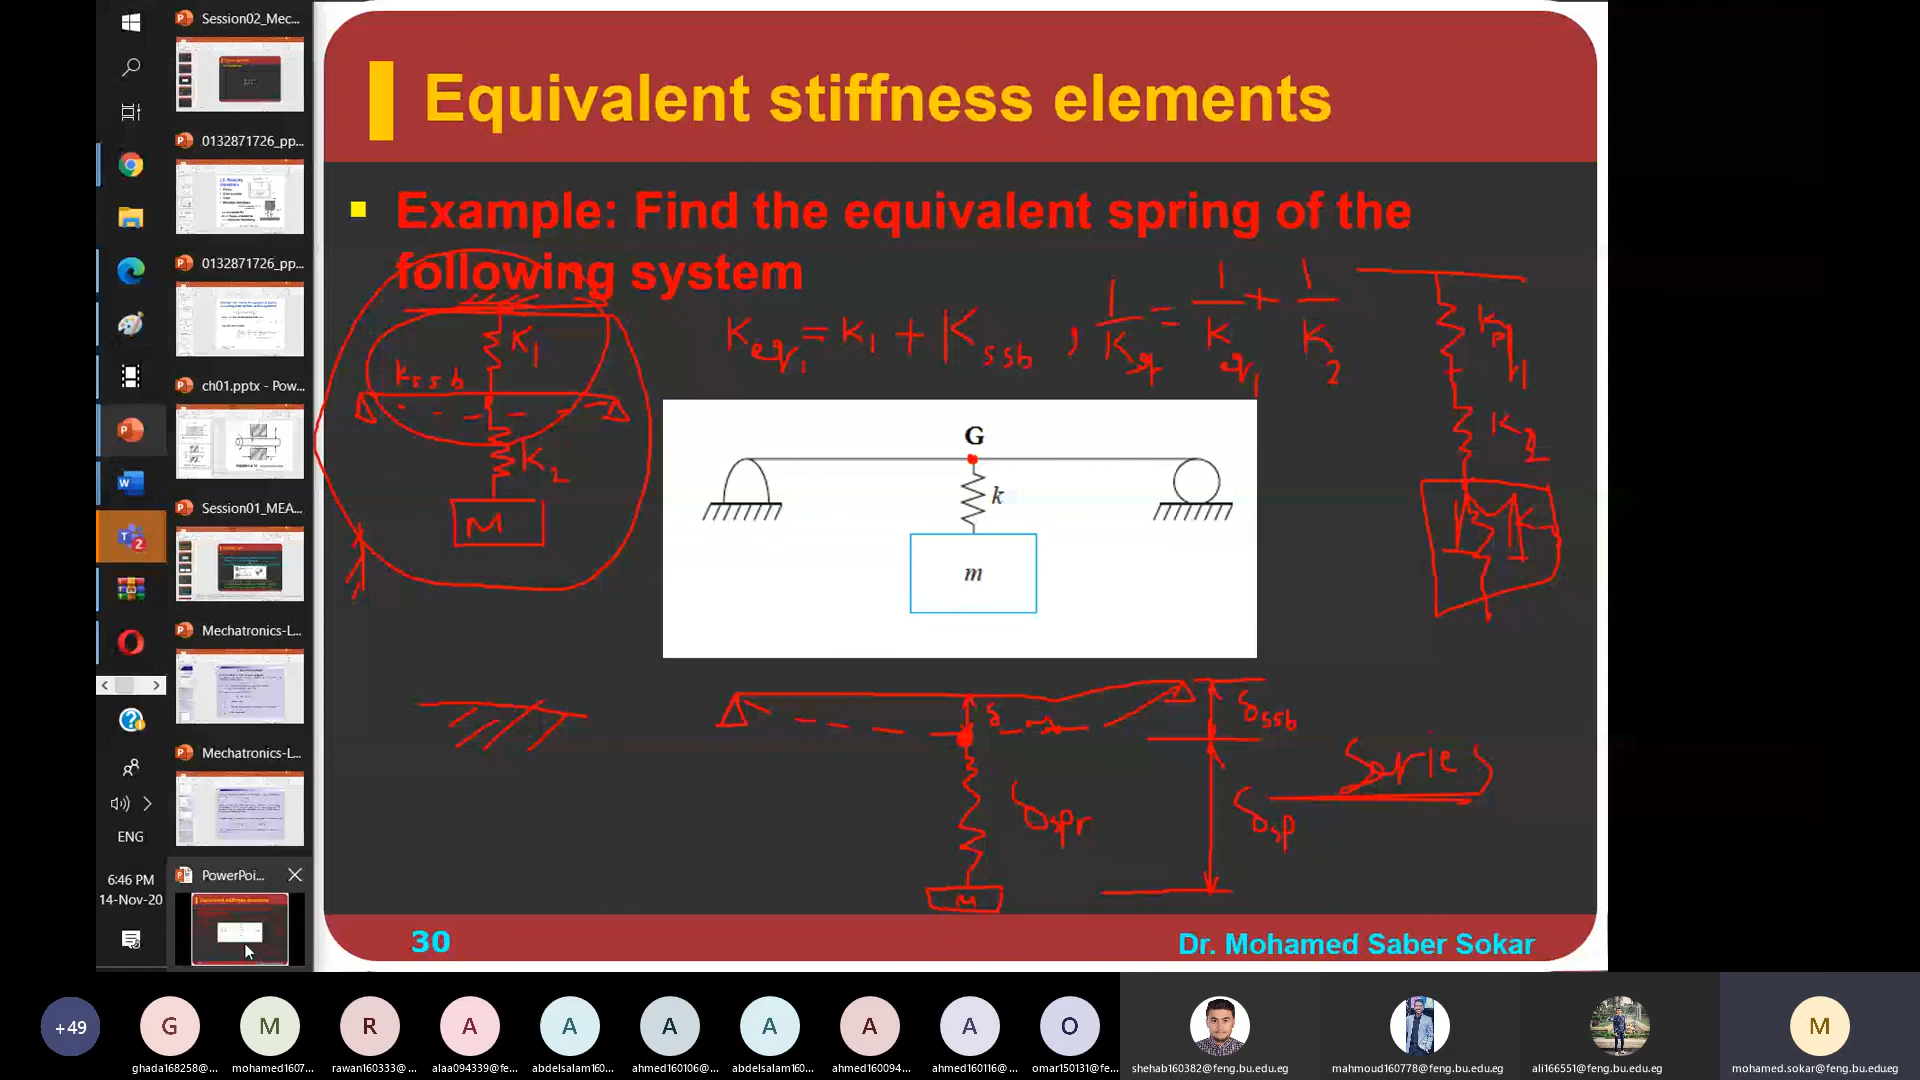 Session02_Mec...
0132871726_pp...
0132871726_pp...
ch01.pptx - Pow...
Session01_MEA...
Mechatronics-L...
Mechatronics-L...
PowerPoi...
ENG
6:46 PM
14-Nov-20
Equivalent stiffness elements
Example: Find the equivalent spring of the
following system
K1
Kssb
K2
M
Keq1 = K1 + Kssb , 1/Keq = 1/Keq1 + 1/K2
Keq1
K2
G
k
m
δ
δssb
δspr
δsp
Series
M
30
Dr. Mohamed Saber Sokar
+49
G
M
R
A
A
A
A
A
A
O
M
ghada168258@...
mohamed1607...
rawan160333@...
alaa094339@fe...
abdelsalam160...
ahmed160106@...
abdelsalam160...
ahmed160094...
ahmed160116@...
omar150131@fe...
shehab160382@feng.bu.edu.eg
mahmoud160778@feng.bu.edu.eg
ali166551@feng.bu.edu.eg
mohamed.sokar@feng.bu.edu.eg